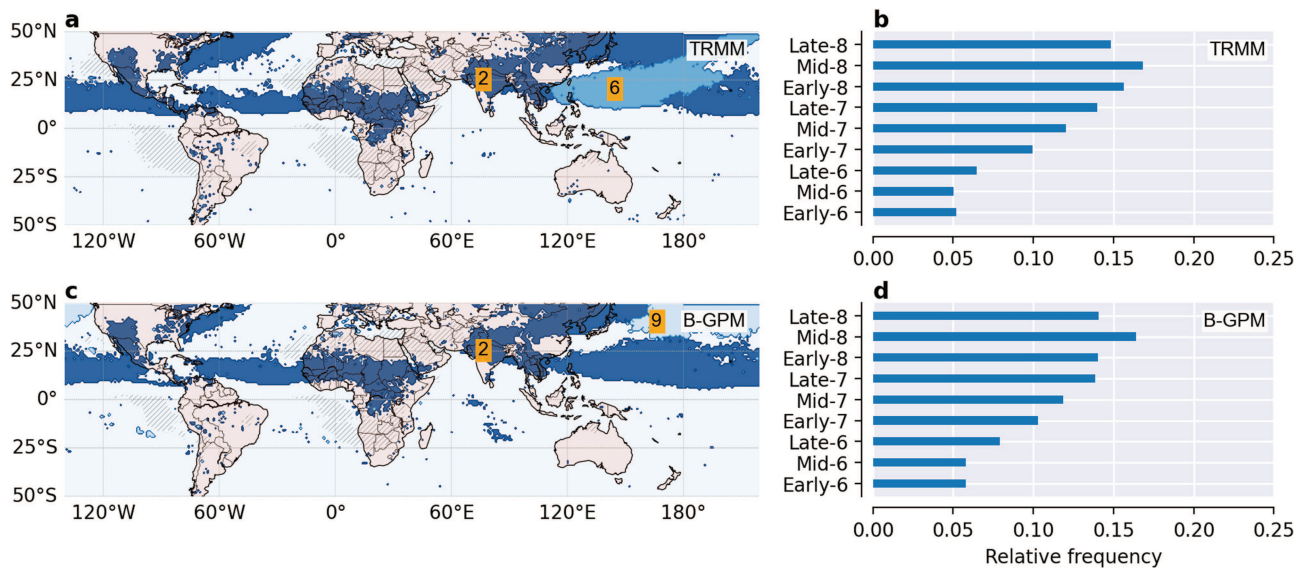 a
50°N
25°N
0°
25°S
50°S
TRMM
2
6
120°W 60°W 0° 60°E 120°E 180°
b
TRMM
Late-8
Mid-8
Early-8
Late-7
Mid-7
Early-7
Late-6
Mid-6
Early-6
0.00 0.05 0.10 0.15 0.20 0.25
c
50°N
25°N
0°
25°S
50°S
B-GPM
9
2
120°W 60°W 0° 60°E 120°E 180°
d
B-GPM
Late-8
Mid-8
Early-8
Late-7
Mid-7
Early-7
Late-6
Mid-6
Early-6
0.00 0.05 0.10 0.15 0.20 0.25
Relative frequency